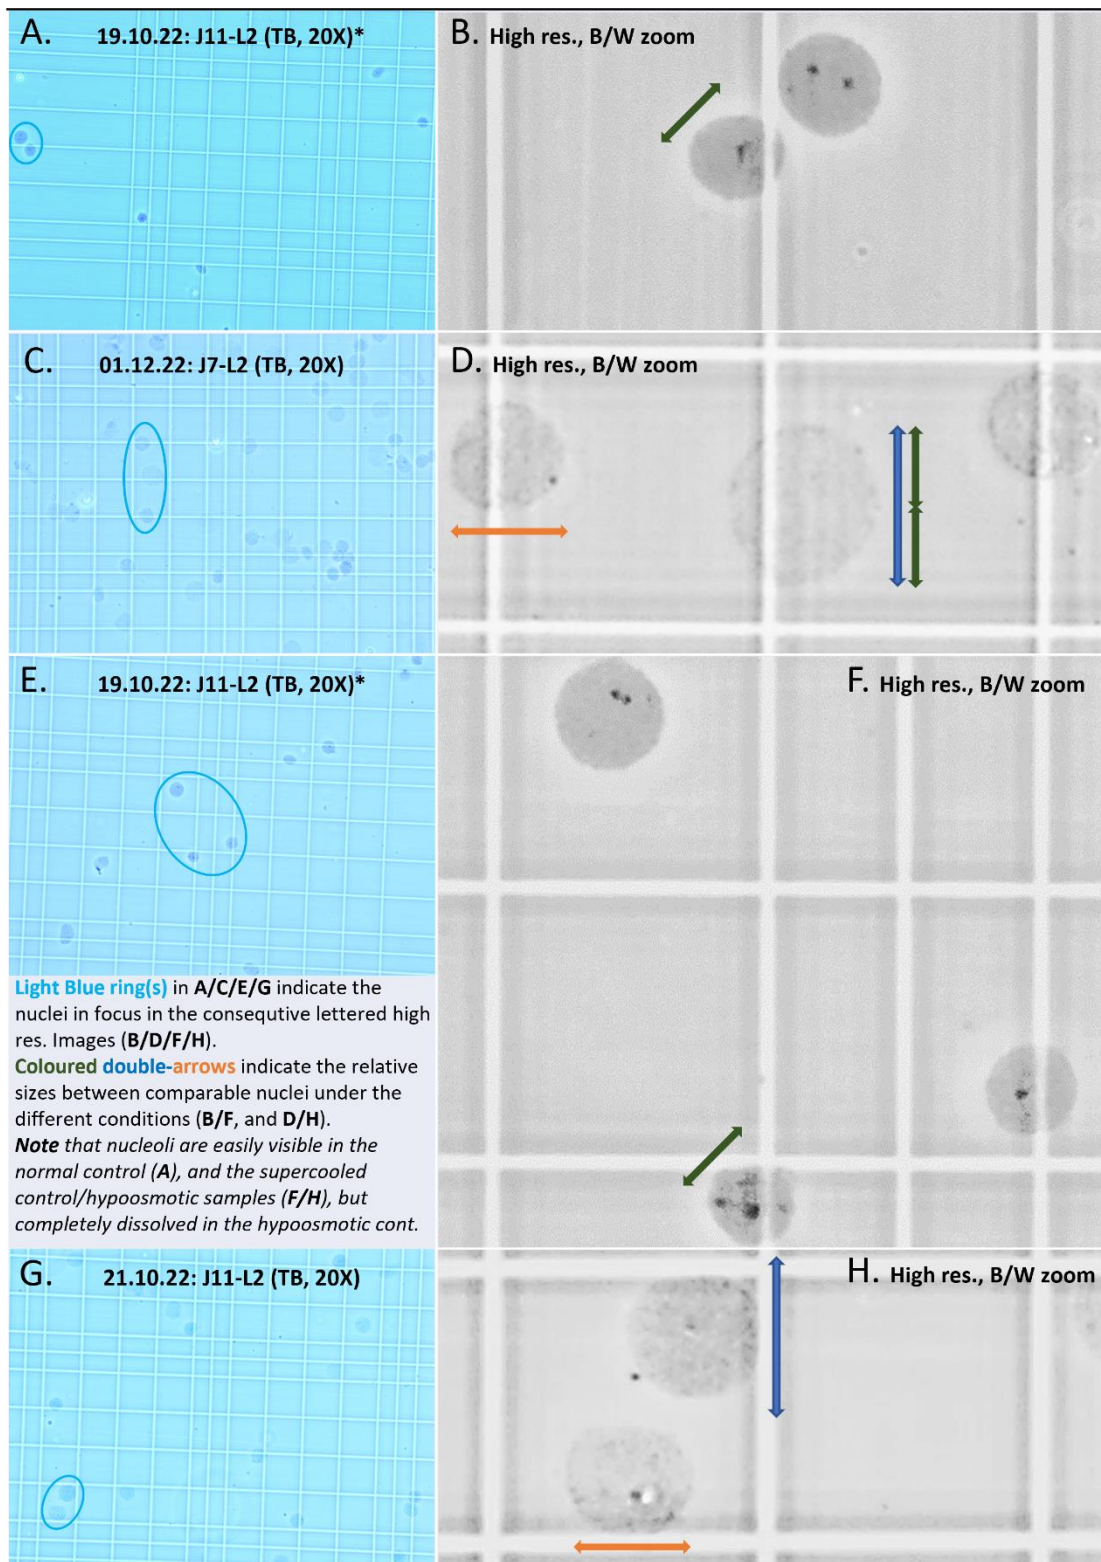 A. 19.10.22: J11-L2 (TB, 20X)*
B. High res., B/W zoom
C. 01.12.22: J7-L2 (TB, 20X)
D. High res., B/W zoom
E. 19.10.22: J11-L2 (TB, 20X)*
F. High res., B/W zoom
Light Blue ring(s) in A/C/E/G indicate the
nuclei in focus in the consequtive lettered high
res. Images (B/D/F/H).
Coloured double-arrows indicate the relative
sizes between comparable nuclei under the
different conditions (B/F, and D/H).
Note that nucleoli are easily visible in the
normal control (A), and the supercooled
control/hypoosmotic samples (F/H), but
completely dissolved in the hypoosmotic cont.
G. 21.10.22: J11-L2 (TB, 20X)
H. High res., B/W zoom